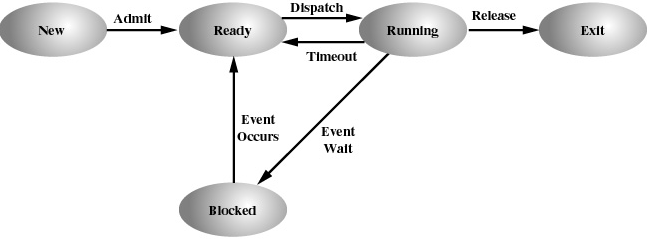 Admit
Dispatch
Release
New
Ready
Running
Exit
Timeout
Event
Occurs
Event
Wait
Blocked